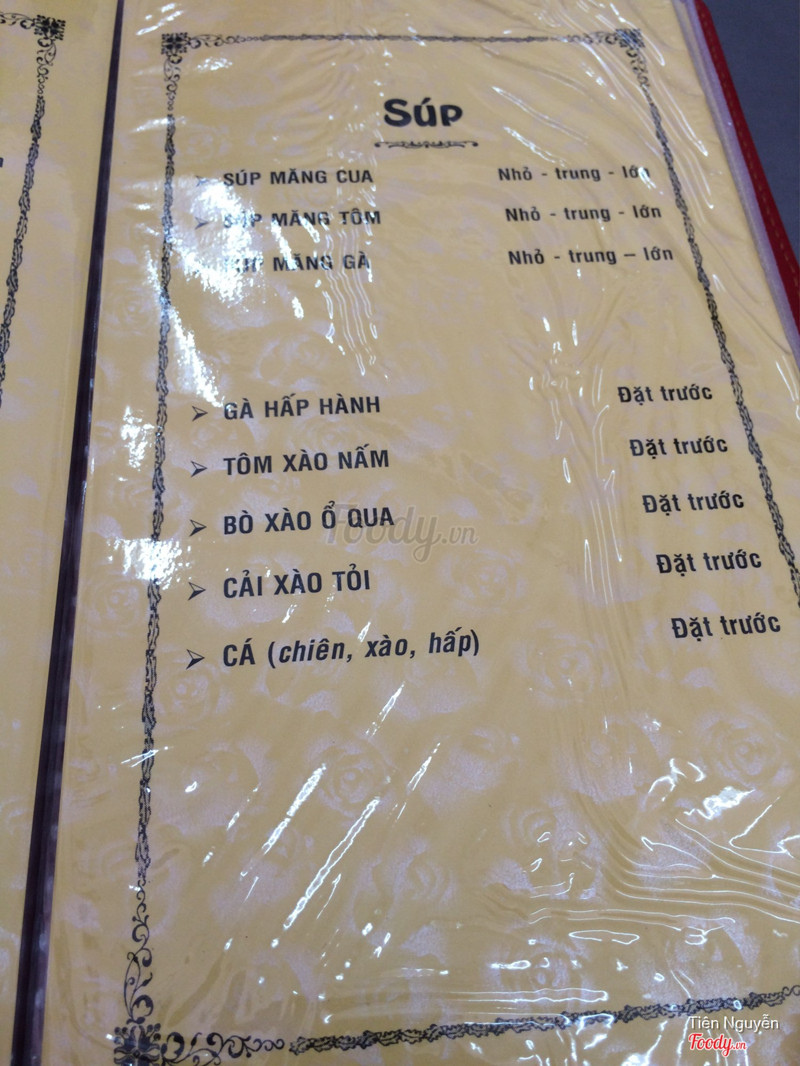 Súp
SÚP MĂNG CUA Nhỏ - trung - lớn
SÚP MĂNG TÔM Nhỏ - trung - lớn
MĂNG GÀ Nhỏ - trung – lớn
GÀ HẤP HÀNH Đặt trước
TÔM XÀO NẤM Đặt trước
BÒ XÀO Ổ QUA Đặt trước
Foody.vn
CẢI XÀO TỎI Đặt trước
CÁ (chiên, xào, hấp) Đặt trước
Tiên Nguyễn
Foody.vn